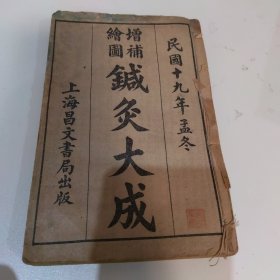 民國十九年孟冬
增補
繪圖
鍼灸大成
上海昌文書局出版